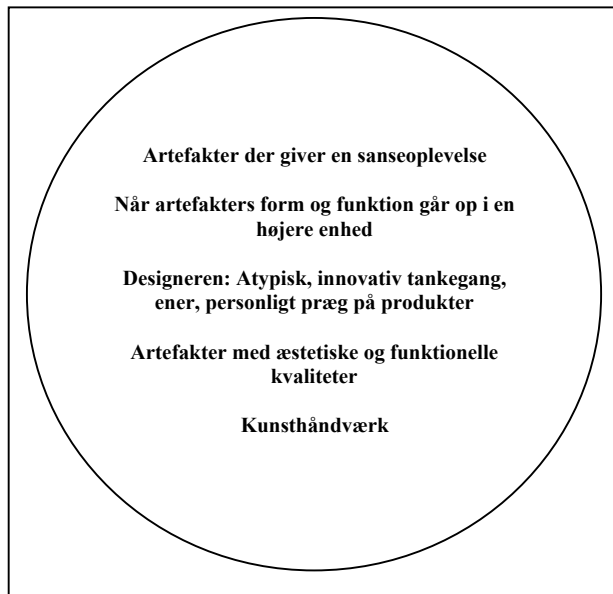 Artefakter der giver en sanseoplevelse
Når artefakters form og funktion går op i en
højere enhed
Designeren: Atypisk, innovativ tankegang,
ener, personligt præg på produkter
Artefakter med æstetiske og funktionelle
kvaliteter
Kunsthåndværk